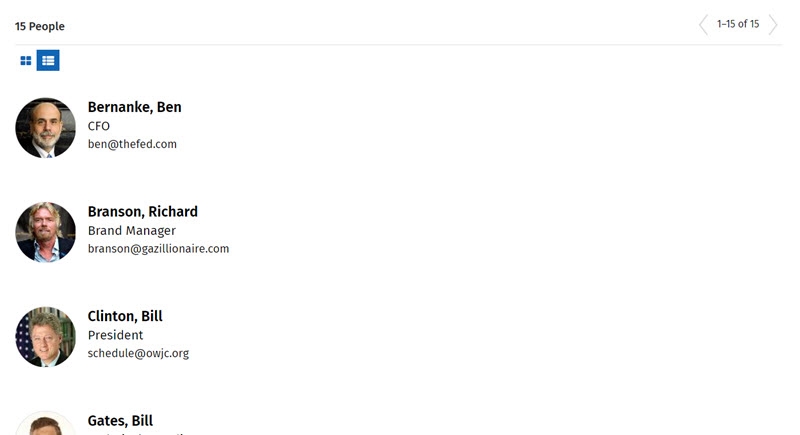 15 People
1–15 of 15
Bernanke, Ben
CFO
ben@thefed.com
Branson, Richard
Brand Manager
branson@gazillionaire.com
Clinton, Bill
President
schedule@owjc.org
Gates, Bill